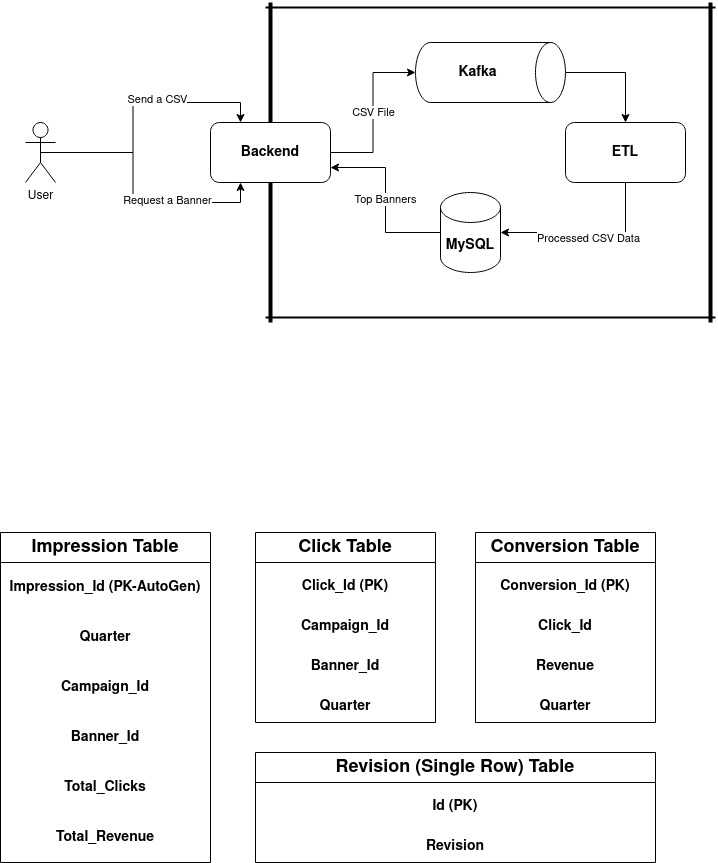 Kafka
Send a CSV
CSV File
Backend
ETL
User
Request a Banner
Top Banners
MySQL
Processed CSV Data
Impression Table
Impression_Id (PK-AutoGen)
Quarter
Campaign_Id
Banner_Id
Total_Clicks
Total_Revenue
Click Table
Click_Id (PK)
Campaign_Id
Banner_Id
Quarter
Conversion Table
Conversion_Id (PK)
Click_Id
Revenue
Quarter
Revision (Single Row) Table
Id (PK)
Revision